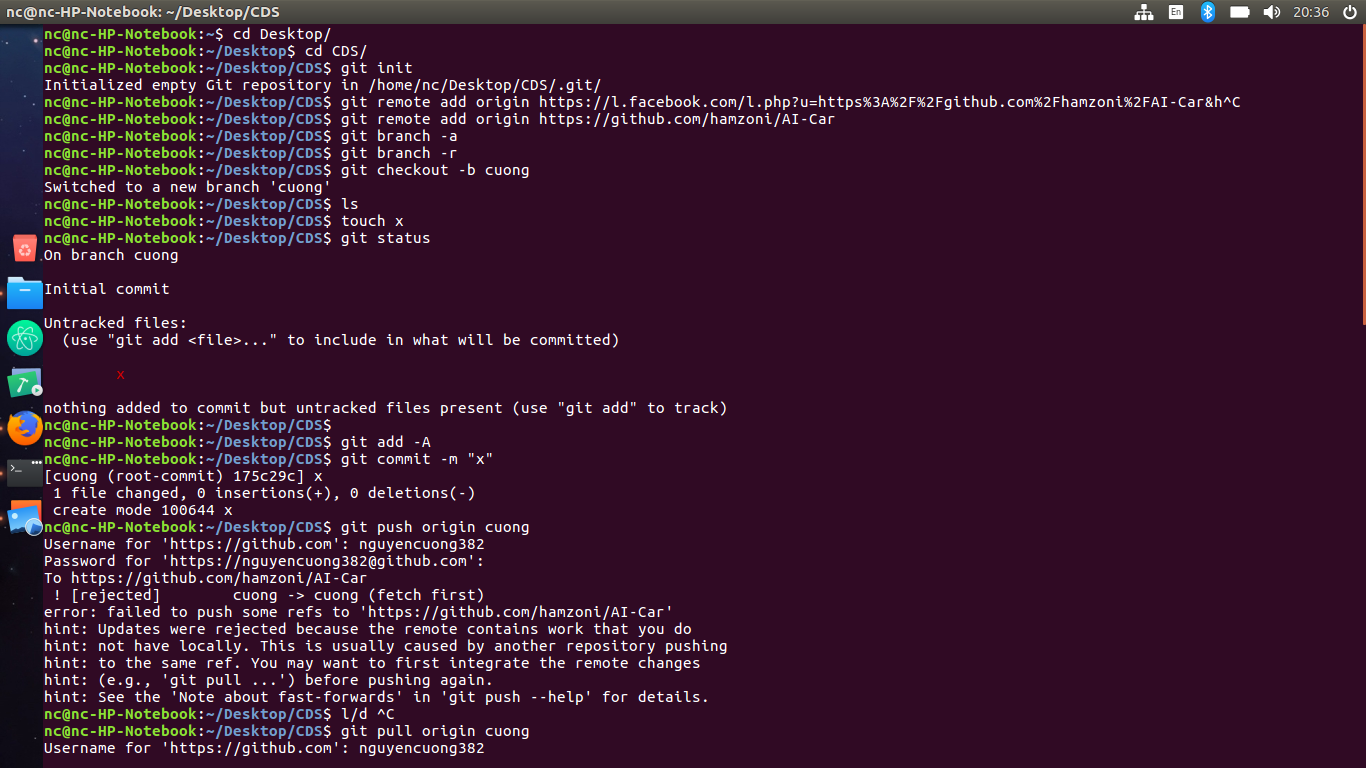 nc@nc-HP-Notebook: ~/Desktop/CDS En 20:36
nc@nc-HP-Notebook:~$ cd Desktop/
nc@nc-HP-Notebook:~/Desktop$ cd CDS/
nc@nc-HP-Notebook:~/Desktop/CDS$ git init
Initialized empty Git repository in /home/nc/Desktop/CDS/.git/
nc@nc-HP-Notebook:~/Desktop/CDS$ git remote add origin https://l.facebook.com/l.php?u=https%3A%2F%2Fgithub.com%2Fhamzoni%2FAI-Car&h^C
nc@nc-HP-Notebook:~/Desktop/CDS$ git remote add origin https://github.com/hamzoni/AI-Car
nc@nc-HP-Notebook:~/Desktop/CDS$ git branch -a
nc@nc-HP-Notebook:~/Desktop/CDS$ git branch -r
nc@nc-HP-Notebook:~/Desktop/CDS$ git checkout -b cuong
Switched to a new branch 'cuong'
nc@nc-HP-Notebook:~/Desktop/CDS$ ls
nc@nc-HP-Notebook:~/Desktop/CDS$ touch x
nc@nc-HP-Notebook:~/Desktop/CDS$ git status
On branch cuong
Initial commit
Untracked files:
  (use "git add <file>..." to include in what will be committed)
x
nothing added to commit but untracked files present (use "git add" to track)
nc@nc-HP-Notebook:~/Desktop/CDS$
nc@nc-HP-Notebook:~/Desktop/CDS$ git add -A
nc@nc-HP-Notebook:~/Desktop/CDS$ git commit -m "x"
[cuong (root-commit) 175c29c] x
 1 file changed, 0 insertions(+), 0 deletions(-)
 create mode 100644 x
nc@nc-HP-Notebook:~/Desktop/CDS$ git push origin cuong
Username for 'https://github.com': nguyencuong382
Password for 'https://nguyencuong382@github.com':
To https://github.com/hamzoni/AI-Car
 ! [rejected]        cuong -> cuong (fetch first)
error: failed to push some refs to 'https://github.com/hamzoni/AI-Car'
hint: Updates were rejected because the remote contains work that you do
hint: not have locally. This is usually caused by another repository pushing
hint: to the same ref. You may want to first integrate the remote changes
hint: (e.g., 'git pull ...') before pushing again.
hint: See the 'Note about fast-forwards' in 'git push --help' for details.
nc@nc-HP-Notebook:~/Desktop/CDS$ l/d ^C
nc@nc-HP-Notebook:~/Desktop/CDS$ git pull origin cuong
Username for 'https://github.com': nguyencuong382